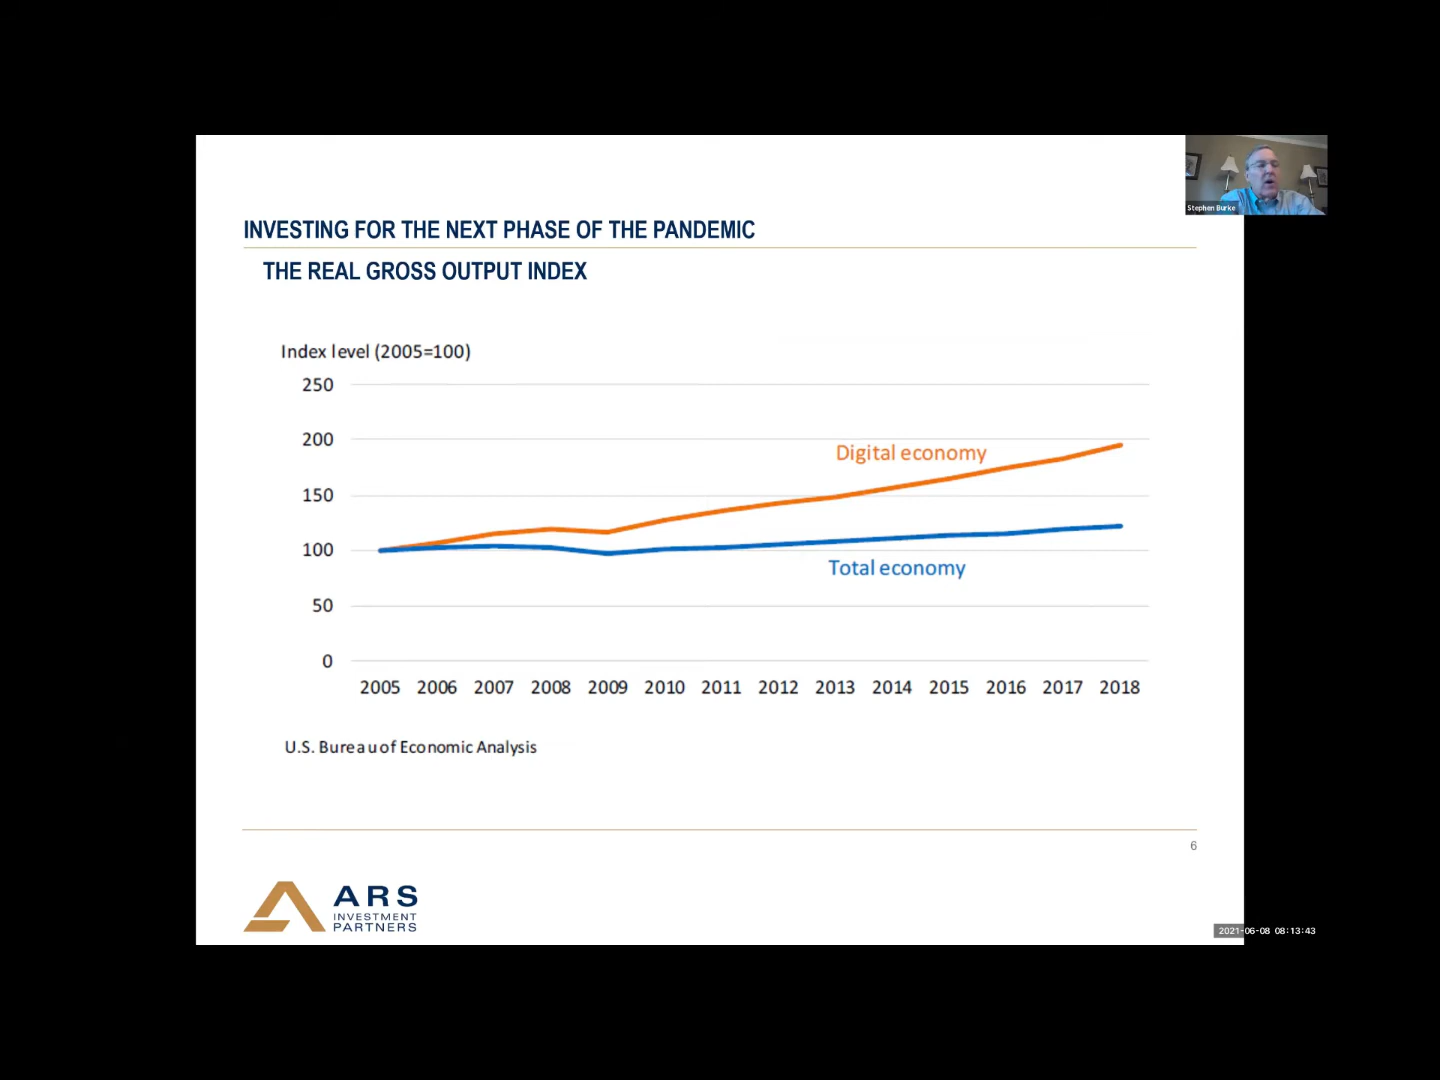 Stephen Burke
INVESTING FOR THE NEXT PHASE OF THE PANDEMIC
THE REAL GROSS OUTPUT INDEX
Index level (2005=100)
250
200
150
100
50
0
Digital economy
Total economy
2005 2006 2007 2008 2009 2010 2011 2012 2013 2014 2015 2016 2017 2018
U.S. Bureau of Economic Analysis
6
ARS
INVESTMENT
PARTNERS
2021-06-08 08:13:43